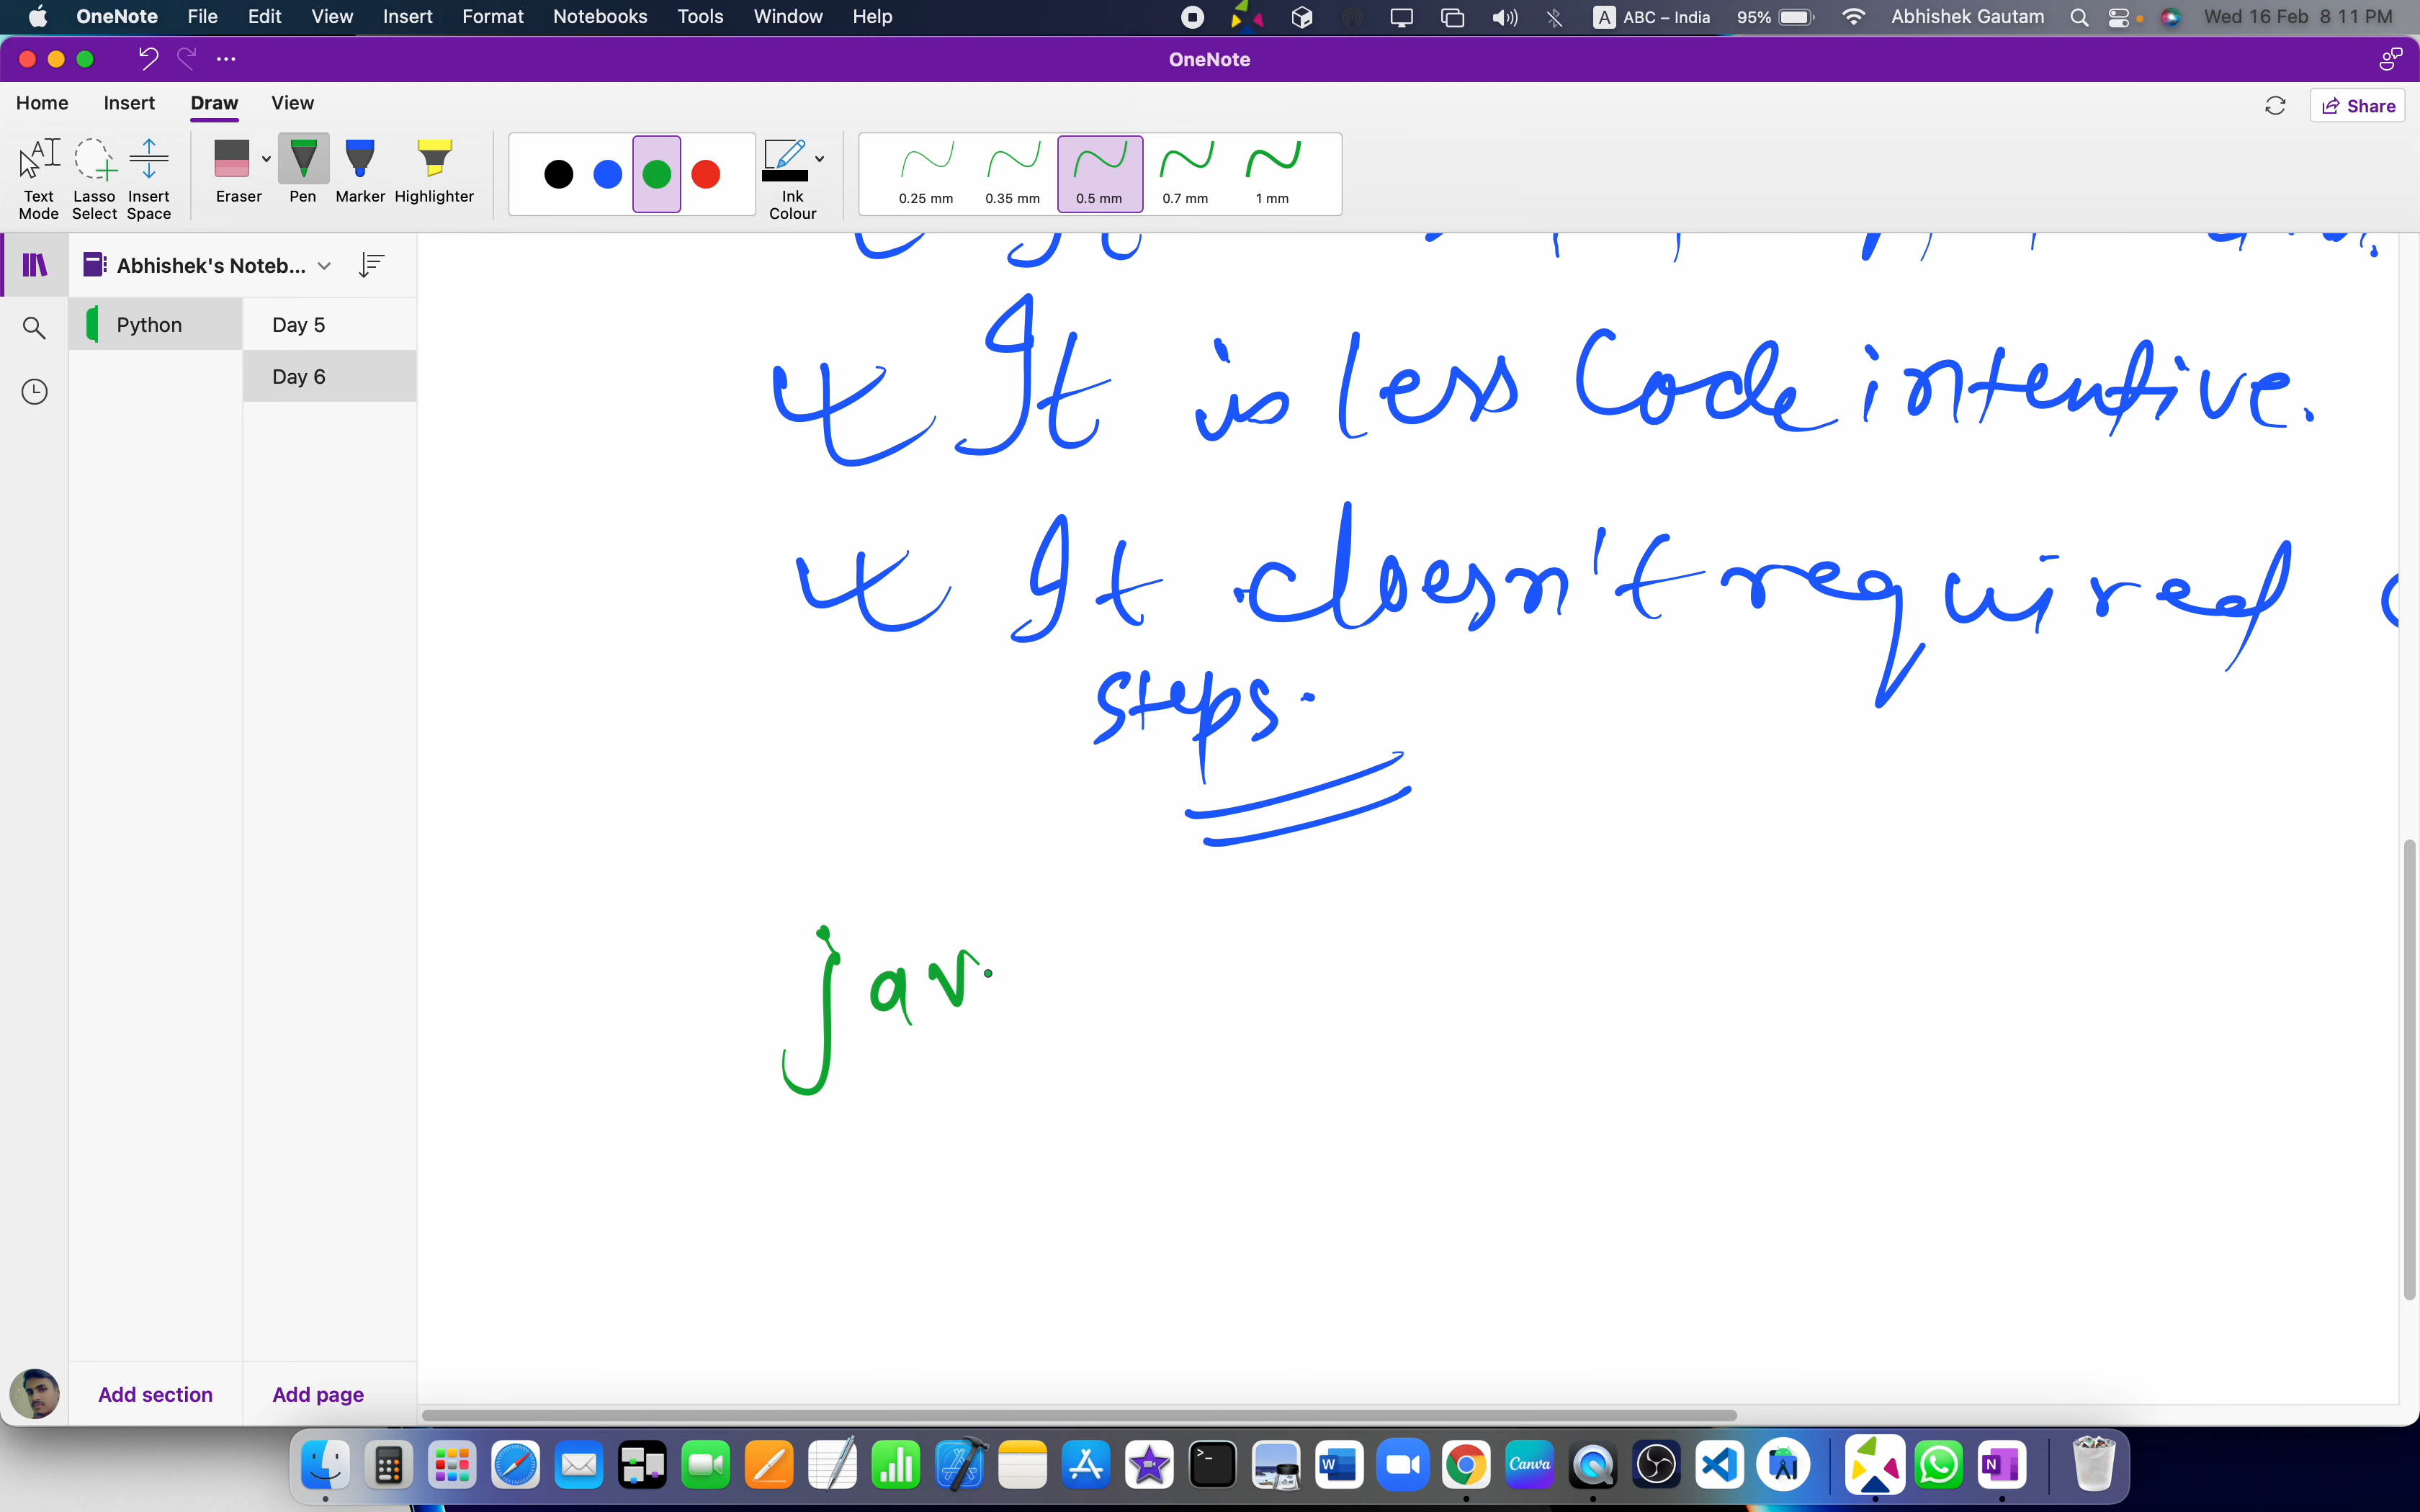 OneNote File Edit View Insert Format Notebooks Tools Window Help A ABC – India 95% Abhishek Gautam Wed 16 Feb 8 11 PM
OneNote
Home Insert Draw View Share
Text Mode Lasso Select Insert Space Eraser Pen Marker Highlighter Ink Colour 0.25 mm 0.35 mm 0.5 mm 0.7 mm 1 mm
Abhishek's Noteb...
Python Day 5
Day 6
It is less Code intentive.
It doesn't required
steps.
jav
Add section Add page
W Canva N